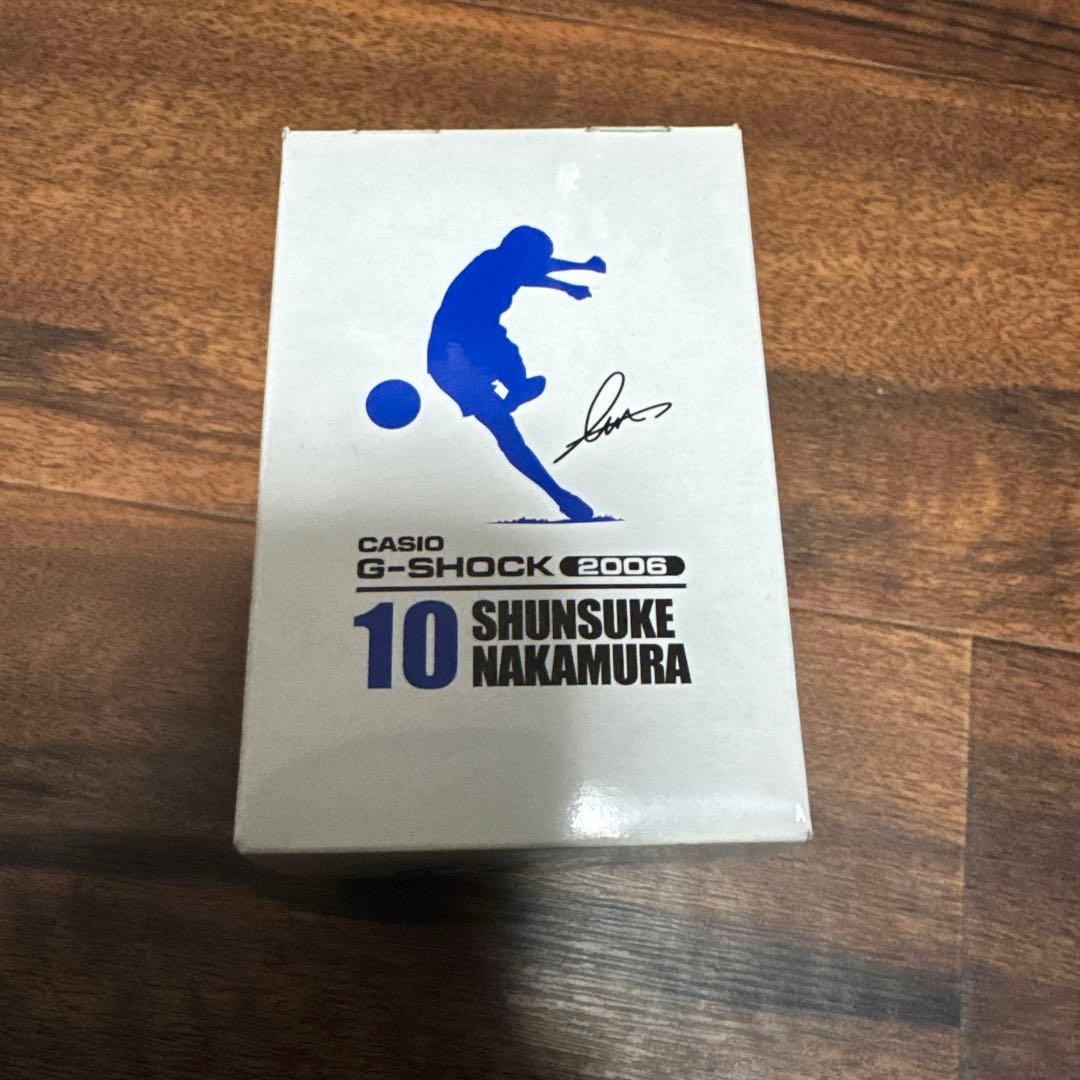 CASIO
G-SHOCK 2006
10 SHUNSUKE
NAKAMURA